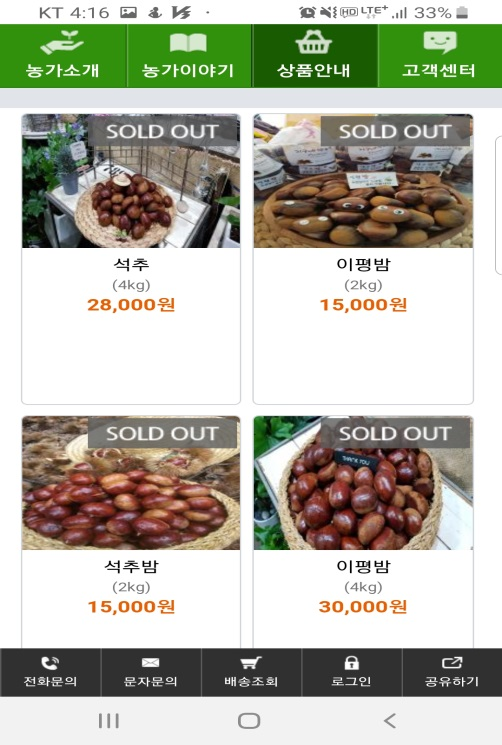 KT 4:16
HD LTE+ 33%
농가소개 농가이야기 상품안내 고객센터
SOLD OUT SOLD OUT
석추 이평밤
(4kg) (2kg)
28,000원 15,000원
SOLD OUT SOLD OUT
THANK YOU
석추밤 이평밤
(2kg) (4kg)
15,000원 30,000원
전화문의 문자문의 배송조회 로그인 공유하기